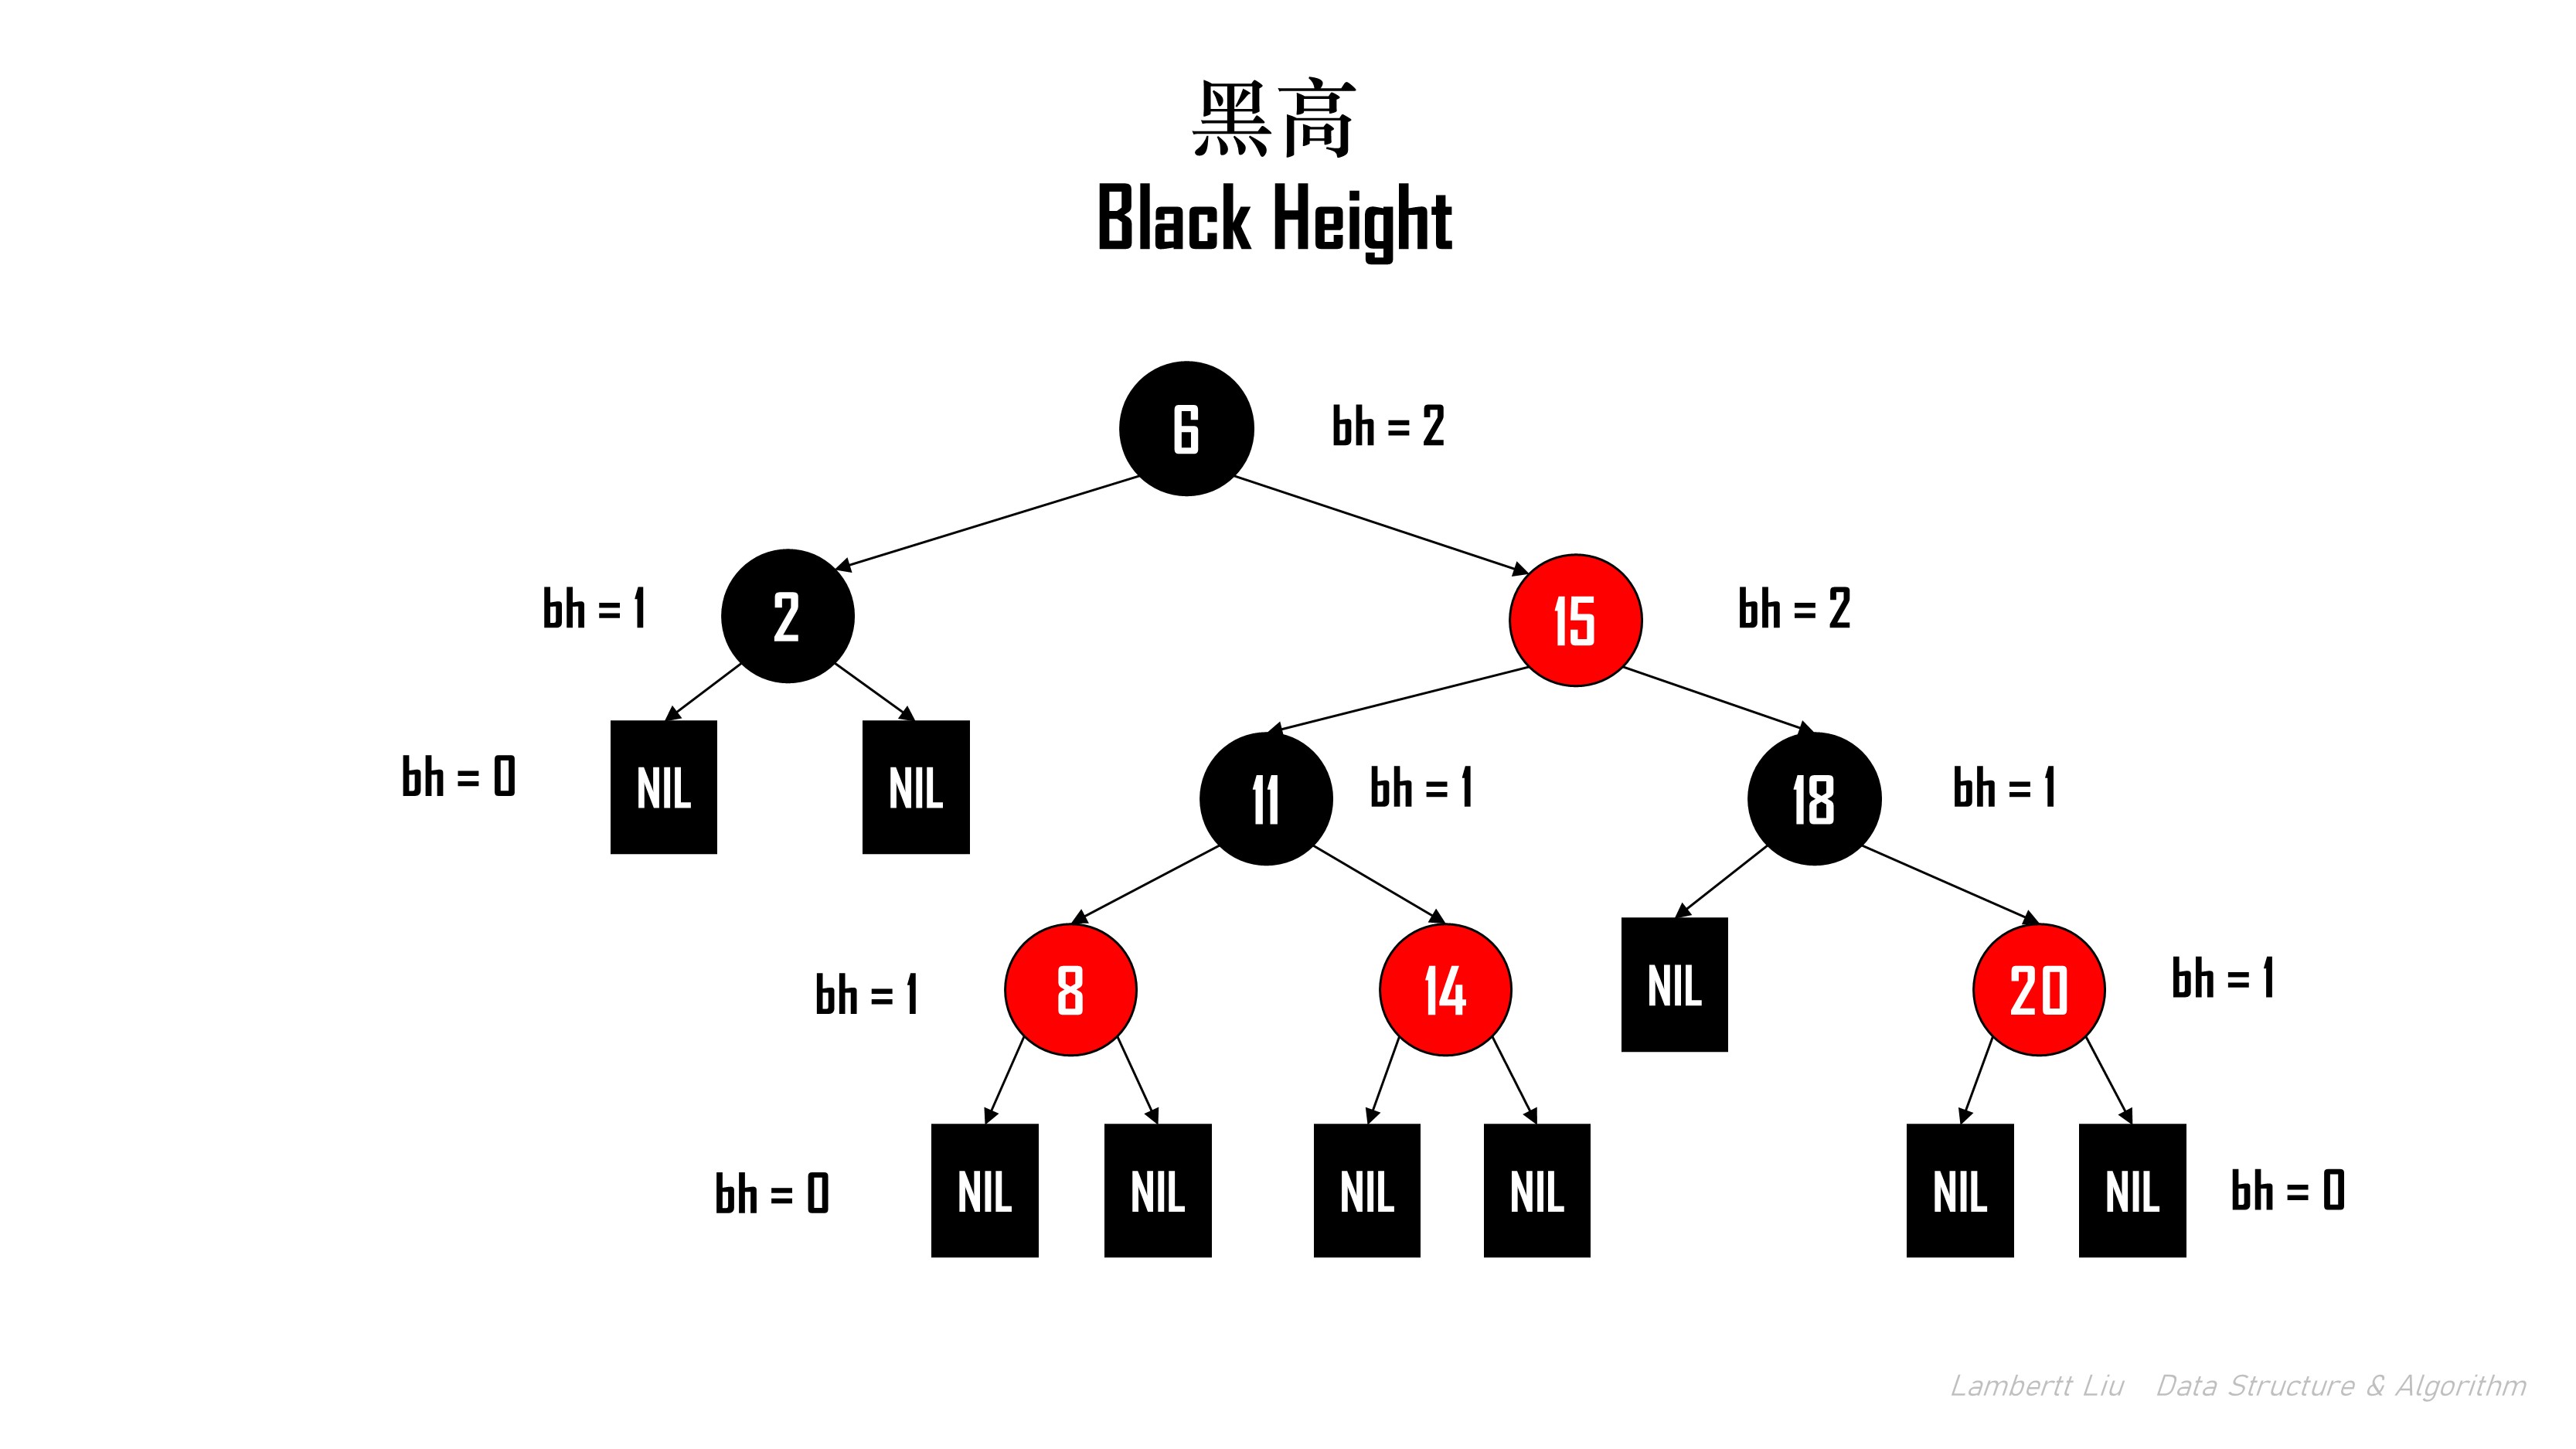 黑高
Black Height
6
bh = 2
bh = 1
2
15
bh = 2
bh = 0
NIL
NIL
11
bh = 1
18
bh = 1
bh = 1
8
14
NIL
20
bh = 1
bh = 0
NIL
NIL
NIL
NIL
NIL
NIL
bh = 0
Lambertt Liu Data Structure & Algorithm